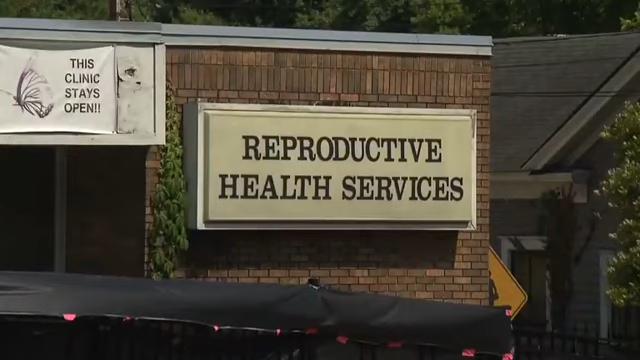 THIS
CLINIC
STAYS
OPEN!!
REPRODUCTIVE
HEALTH SERVICES